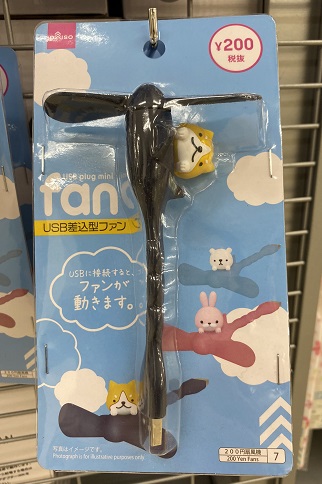 DAISO
¥200
税抜
USB plug mini
fan
USB差込型ファン
USBに接続すると、
ファンが
動きます。
写真はイメージです。
Photograph is for illustrative purposes only
200円扇風機
200 Yen Fans
7